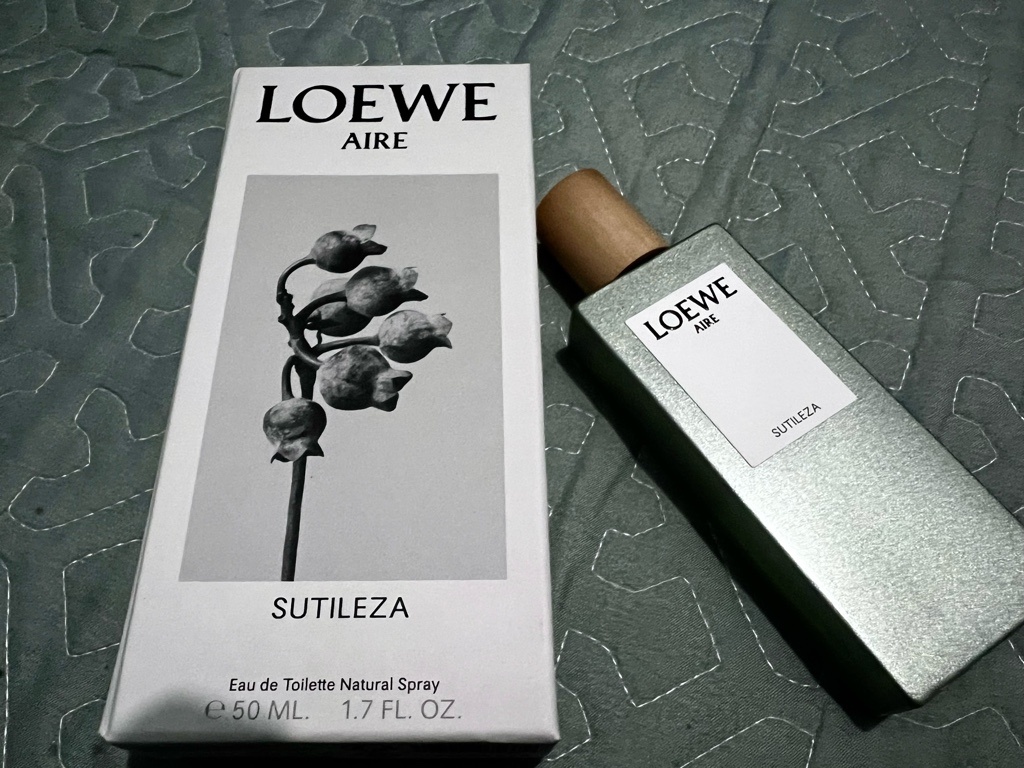 LOEWE
AIRE
SUTILEZA
Eau de Toilette Natural Spray
℮ 50 ML. 1.7 FL. OZ.
LOEWE
AIRE
SUTILEZA